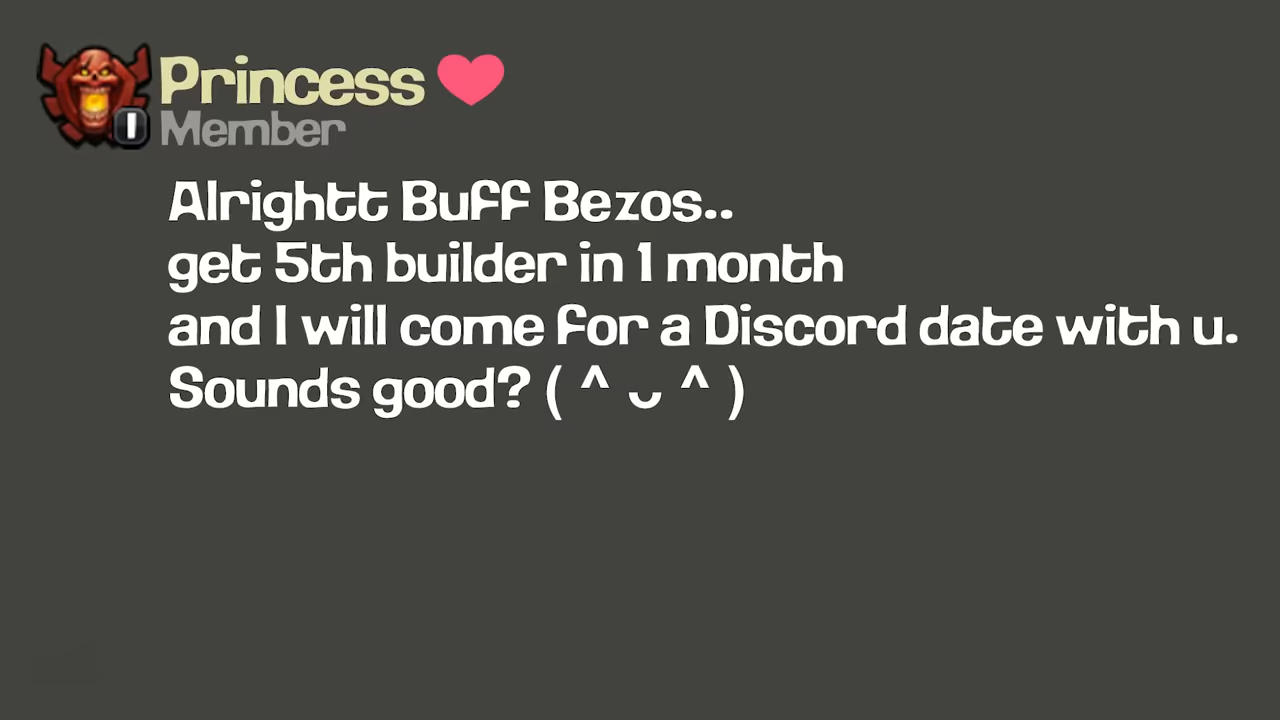 Princess
I
Member
Alrightt Buff Bezos..
get 5th builder in 1 month
and I will come for a Discord date with u.
Sounds good? ( ^ ᴗ ^ )